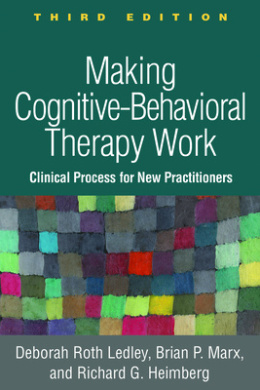 THIRD EDITION
Making
Cognitive-Behavioral
Therapy Work
Clinical Process for New Practitioners
Deborah Roth Ledley, Brian P. Marx,
and Richard G. Heimberg